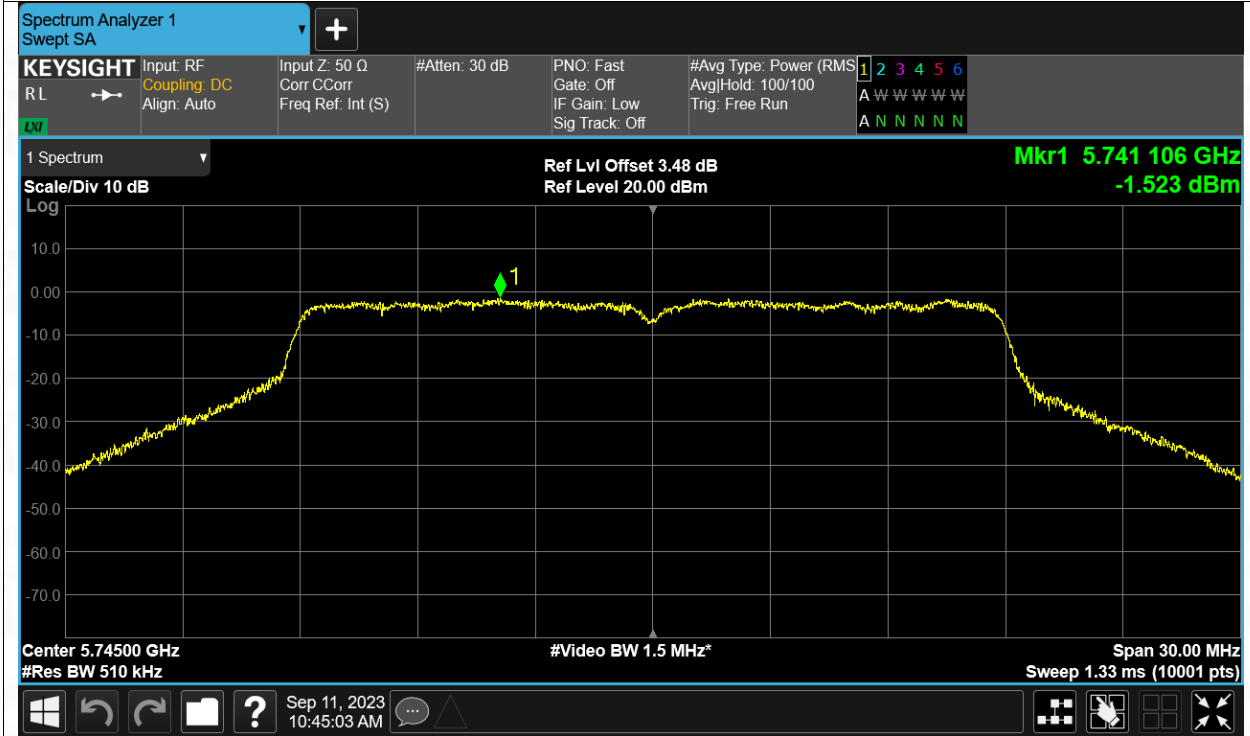 Spectrum Analyzer 1
Swept SA
▼
+
KEYSIGHT
R L
LXI
Input: RF
Coupling: DC
Align: Auto
Input Z: 50 Ω
Corr CCorr
Freq Ref: Int (S)
#Atten: 30 dB
PNO: Fast
Gate: Off
IF Gain: Low
Sig Track: Off
#Avg Type: Power (RMS
Avg|Hold: 100/100
Trig: Free Run
1 2 3 4 5 6
A W W W W W
A N N N N N
1 Spectrum ▼
Scale/Div 10 dB
Log
Ref Lvl Offset 3.48 dB
Ref Level 20.00 dBm
Mkr1 5.741 106 GHz
-1.523 dBm
10.0
0.00
-10.0
-20.0
-30.0
-40.0
-50.0
-60.0
-70.0
1
Center 5.74500 GHz
#Res BW 510 kHz
#Video BW 1.5 MHz*
Span 30.00 MHz
Sweep 1.33 ms (10001 pts)
?
Sep 11, 2023
10:45:03 AM